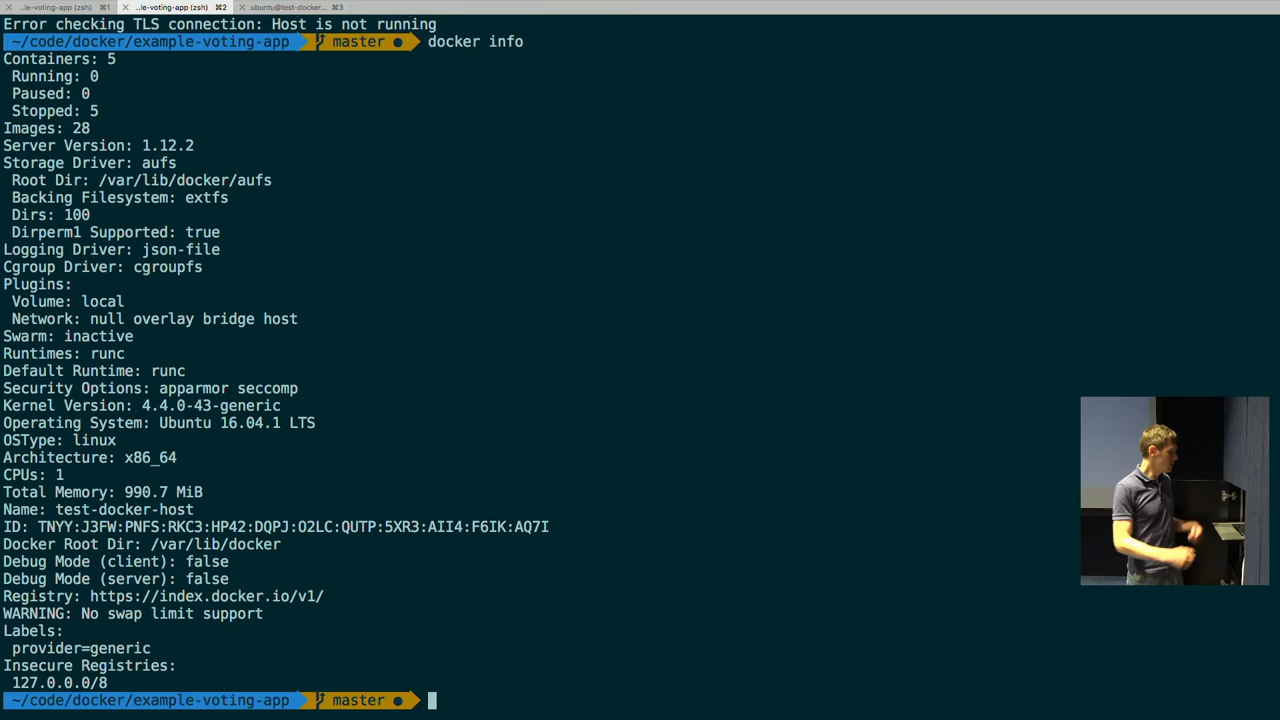 ..le-voting-app (zsh) ⌘1 ..le-voting-app (zsh) ⌘2 ubuntu@test-docker... ⌘3
Error checking TLS connection: Host is not running
~/code/docker/example-voting-app master ● docker info
Containers: 5
Running: 0
Paused: 0
Stopped: 5
Images: 28
Server Version: 1.12.2
Storage Driver: aufs
Root Dir: /var/lib/docker/aufs
Backing Filesystem: extfs
Dirs: 100
Dirperm1 Supported: true
Logging Driver: json-file
Cgroup Driver: cgroupfs
Plugins:
Volume: local
Network: null overlay bridge host
Swarm: inactive
Runtimes: runc
Default Runtime: runc
Security Options: apparmor seccomp
Kernel Version: 4.4.0-43-generic
Operating System: Ubuntu 16.04.1 LTS
OSType: linux
Architecture: x86_64
CPUs: 1
Total Memory: 990.7 MiB
Name: test-docker-host
ID: TNYY:J3FW:PNFS:RKC3:HP42:DQPJ:O2LC:QUTP:5XR3:AII4:F6IK:AQ7I
Docker Root Dir: /var/lib/docker
Debug Mode (client): false
Debug Mode (server): false
Registry: https://index.docker.io/v1/
WARNING: No swap limit support
Labels:
provider=generic
Insecure Registries:
127.0.0.0/8
~/code/docker/example-voting-app master ●